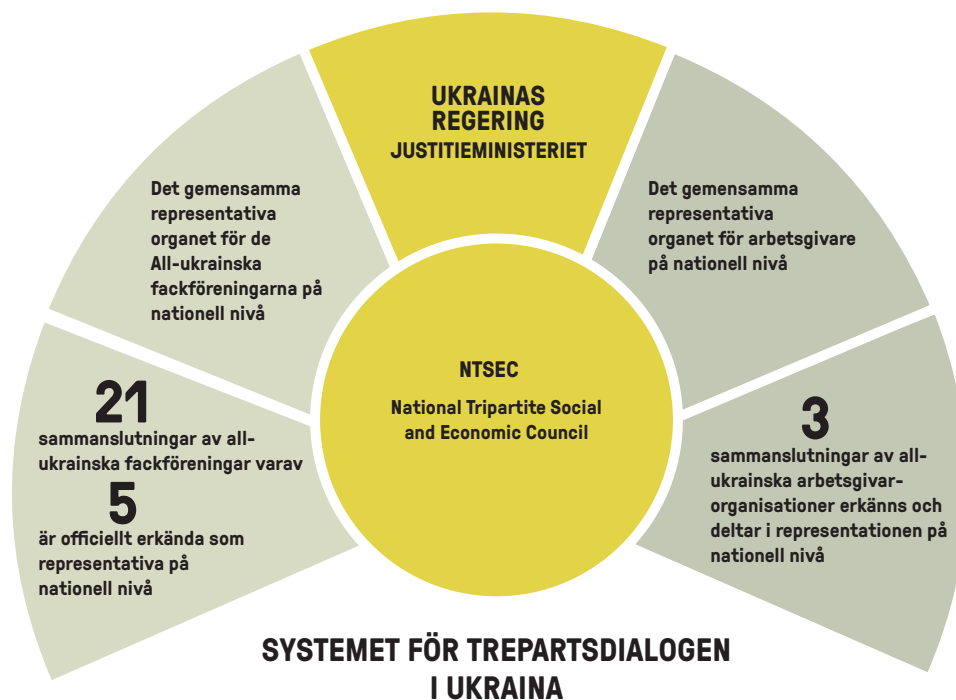 UKRAINAS
REGERING
JUSTITIEMINISTERIET
Det gemensamma
representativa
organet för de
All-ukrainska
fackföreningarna på
nationell nivå
Det gemensamma
representativa
organet för arbetsgivare
på nationell nivå
21
sammanslutningar av all-
ukrainska fackföreningar varav
5
är officiellt erkända som
representativa på
nationell nivå
NTSEC
National Tripartite Social
and Economic Council
3
sammanslutningar av all-
ukrainska arbetsgivar-
organisationer erkänns och
deltar i representationen på
nationell nivå
SYSTEMET FÖR TREPARTSDIALOGEN
I UKRAINA